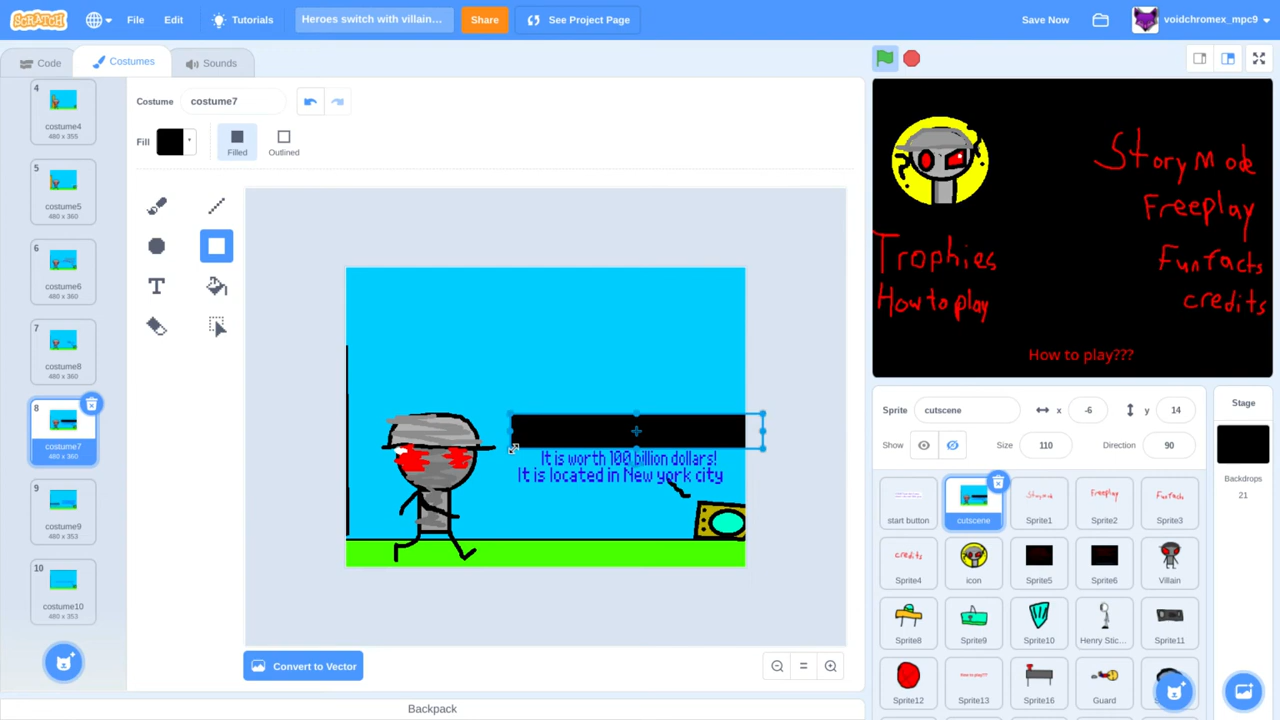 SCRATCH File Edit Tutorials Heroes switch with villain... Share See Project Page Save Now voidchromex_mpc9
Code Costumes Sounds
4
costume4
480 x 355
5
costume5
480 x 360
6
costume6
480 x 360
7
costume8
480 x 360
8
costume7
480 x 360
9
costume9
480 x 353
10
costume10
480 x 353
Costume costume7
Fill Filled Outlined
T
It is worth 100 billion dollars!
It is located in New york city
Convert to Vector
Backpack
Story Mode
Freeplay
Trophies
Funfacts
How to play
credits
How to play???
Sprite cutscene x -6 y 14
Show Size 110 Direction 90
start button cutscene Sprite1 Sprite2 Sprite3
Sprite4 icon Sprite5 Sprite6 Villain
Sprite8 Sprite9 Sprite10 Henry Stic... Sprite11
Sprite12 Sprite13 Sprite16 Guard
Stage
Backdrops
21